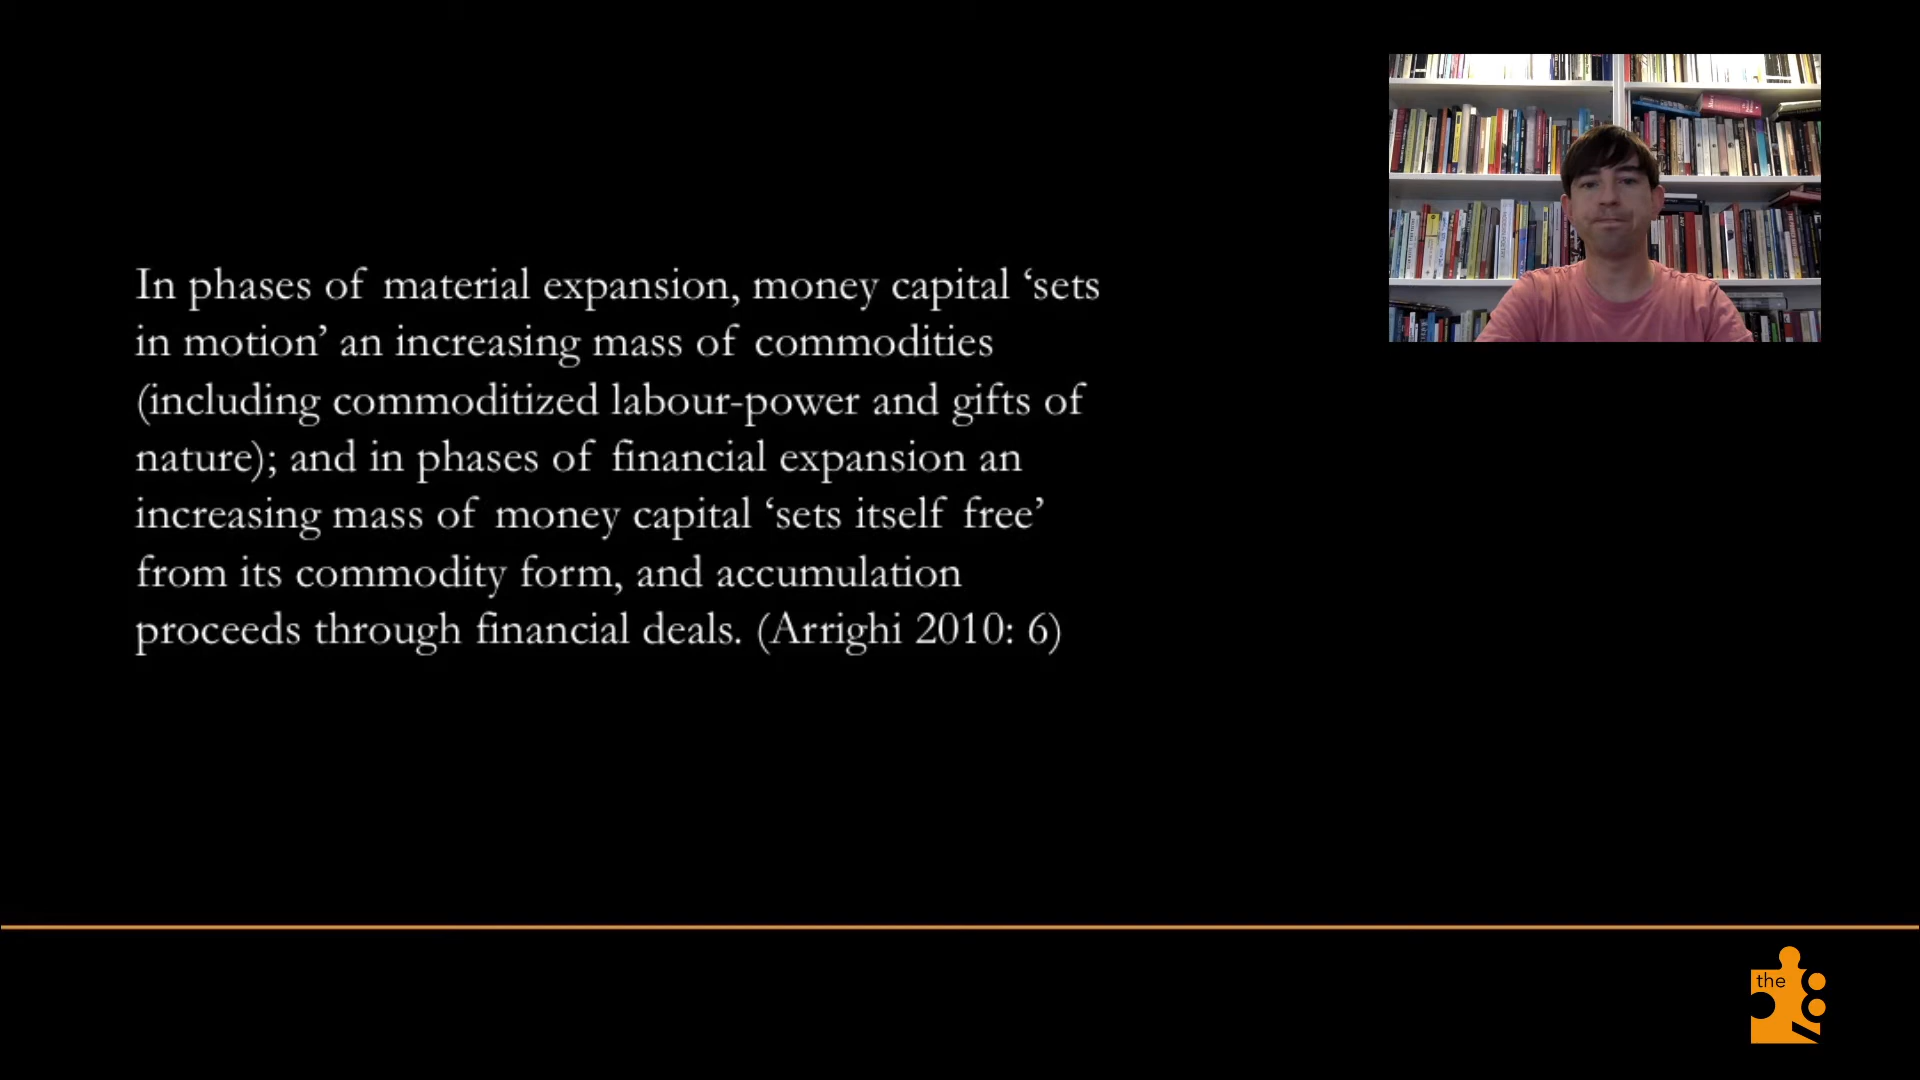 In phases of material expansion, money capital ‘sets
in motion’ an increasing mass of commodities
(including commoditized labour-power and gifts of
nature); and in phases of financial expansion an
increasing mass of money capital ‘sets itself free’
from its commodity form, and accumulation
proceeds through financial deals. (Arrighi 2010: 6)
the